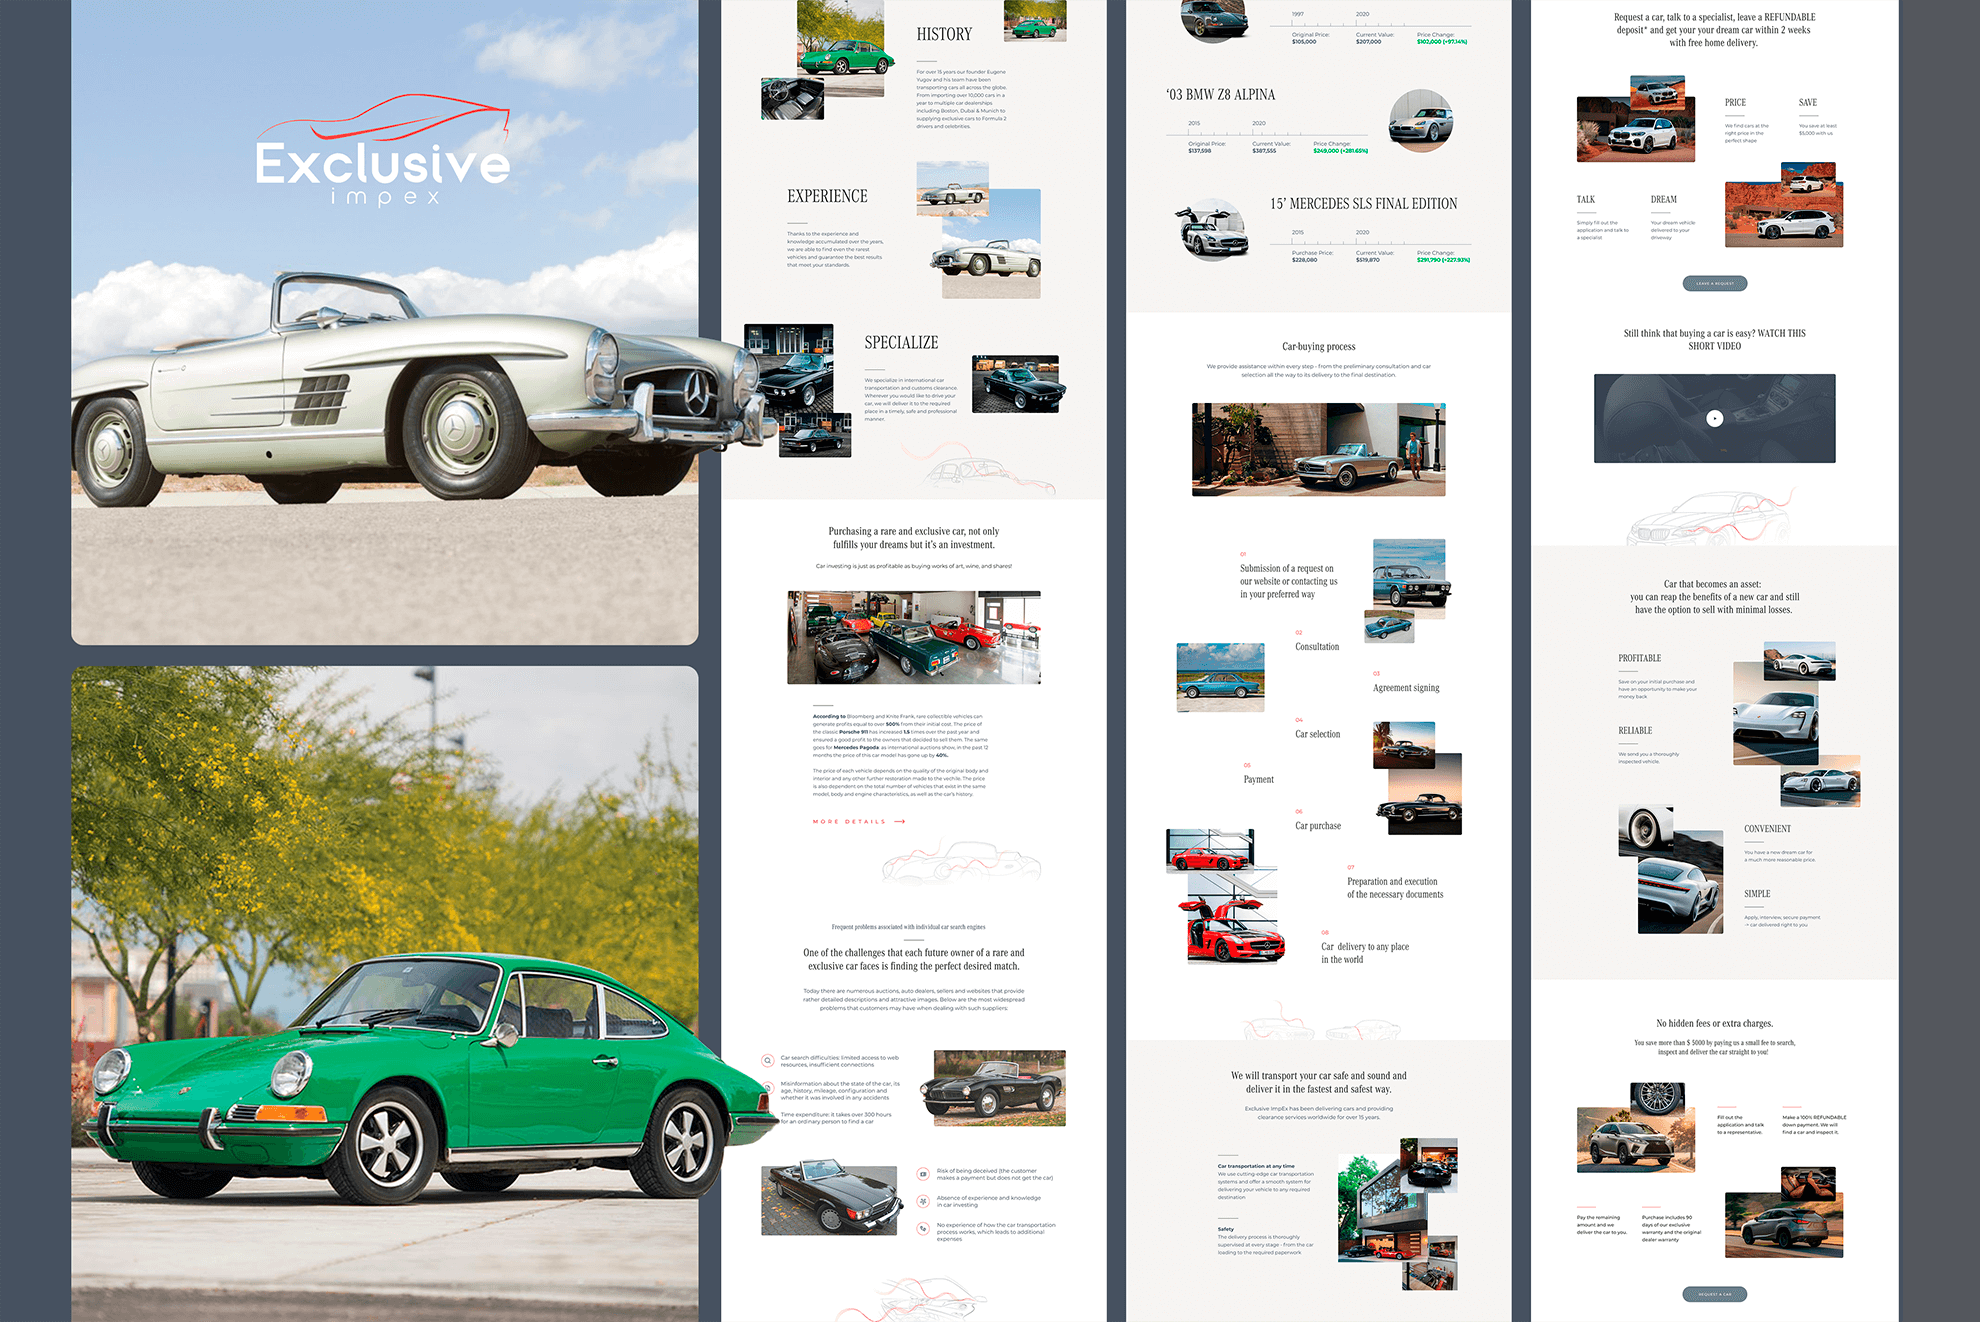 Exclusive
impex
HISTORY
For over 15 years our founder Eugene
Yugov and his team have been
transporting cars all across the globe.
From importing over 10,000 cars in a
year to multiple car dealerships
including Boston, Dubai & Munich to
supplying exclusive cars to Formula 2
drivers and celebrities.
EXPERIENCE
Thanks to the experience and
knowledge accumulated over the years,
we are able to find even the rarest
vehicles and guarantee the best results
that meet your standards.
SPECIALIZE
We specialize in international car
transportation and customs clearance.
Wherever you would like to drive your
car, we will deliver it to the required
place in a timely, safe and professional
manner.
Purchasing a rare and exclusive car, not only
fulfills your dreams but it's an investment.
Car investing is just as profitable as buying works of art, wine, and shares!
According to Bloomberg and Knite Frank, rare collectible vehicles can
generate profits equal to over 500% from their initial cost. The price of
the classic Porsche 911 has increased 1.5 times over the past year and
ensured a good profit to the owners that decided to sell them. The same
goes for Mercedes Pagoda: as international auctions show, in the past 12
months the price of this car model has gone up by 40%.
The price of each vehicle depends on the quality of the original body and
interior and any other further restoration made to the vechile. The price
is also dependent on the total number of vehicles that exist in the same
model, body and engine characteristics, as well as the car's history.
MORE DETAILS
Frequent problems associated with individual car search engines
One of the challenges that each future owner of a rare and
exclusive car faces is finding the perfect desired match.
Today there are numerous auctions, auto dealers, sellers and websites that provide
rather detailed descriptions and attractive images. Below are the most widespread
problems that customers may have when dealing with such suppliers:
Car search difficulties: limited access to web
resources, insufficient connections
Misinformation about the state of the car, its
age, history, mileage, configuration and
whether it was involved in any accidents
Time expenditure: it takes over 300 hours
for an ordinary person to find a car
Risk of being deceived (the customer
makes a payment but does not get the car)
Absence of experience and knowledge
in car investing
No experience of how the car transportation
process works, which leads to additional
expenses
1997 2020
Original Price: Current Value: Price Change:
$105,000 $207,000 $102,000 (+97.14%)
'03 BMW Z8 ALPINA
2015 2020
Original Price: Current Value: Price Change:
$137,598 $387,555 $249,000 (+281.65%)
15' MERCEDES SLS FINAL EDITION
2015 2020
Purchase Price: Current Value: Price Change:
$228,080 $519,870 $291,790 (+227.93%)
Car-buying process
We provide assistance within every step - from the preliminary consultation and car
selection all the way to its delivery to the final destination.
01
Submission of a request on
our website or contacting us
in your preferred way
02
Consultation
03
Agreement signing
04
Car selection
05
Payment
06
Car purchase
07
Preparation and execution
of the necessary documents
08
Car delivery to any place
in the world
We will transport your car safe and sound and
deliver it in the fastest and safest way.
Exclusive ImpEx has been delivering cars and providing
clearance services worldwide for over 15 years.
Car transportation at any time
We use cutting-edge car transportation
systems and offer a smooth system for
delivering your vehicle to any required
destination
Safety
The delivery process is thoroughly
supervised at every stage - from the car
loading to the required paperwork
Request a car, talk to a specialist, leave a REFUNDABLE
deposit* and get your your dream car within 2 weeks
with free home delivery.
PRICE
We find cars at the
right price in the
perfect shape
SAVE
You save at least
$5,000 with us
TALK
Simply fill out the
application and talk to
a specialist
DREAM
Your dream vehicle
delivered to your
driveway
LEAVE A REQUEST
Still think that buying a car is easy? WATCH THIS
SHORT VIDEO
Car that becomes an asset:
you can reap the benefits of a new car and still
have the option to sell with minimal losses.
PROFITABLE
Save on your initial purchase and
have an opportunity to make your
money back
RELIABLE
We send you a thoroughly
inspected vehicle.
CONVENIENT
You have a new dream car for
a much more reasonable price.
SIMPLE
Apply, interview, secure payment
-> car delivered right to you
No hidden fees or extra charges.
You save more than $ 5000 by paying us a small fee to search,
inspect and deliver the car straight to you!
Fill out the
application and talk
to a representative.
Make a 100% REFUNDABLE
down payment. We will
find a car and inspect it.
Pay the remaining
amount and we
deliver the car to you.
Purchase includes 90
days of our exclusive
warranty and the original
dealer warranty
REQUEST A CAR